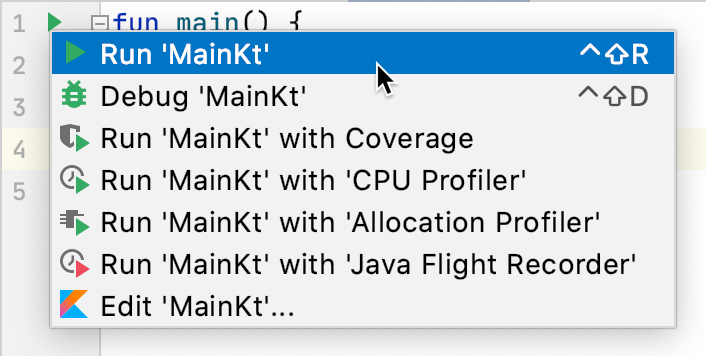 1 fun main() {
2
3
4
5
Run 'MainKt' ⌃⇧R
Debug 'MainKt' ⌃⇧D
Run 'MainKt' with Coverage
Run 'MainKt' with 'CPU Profiler'
Run 'MainKt' with 'Allocation Profiler'
Run 'MainKt' with 'Java Flight Recorder'
Edit 'MainKt'...